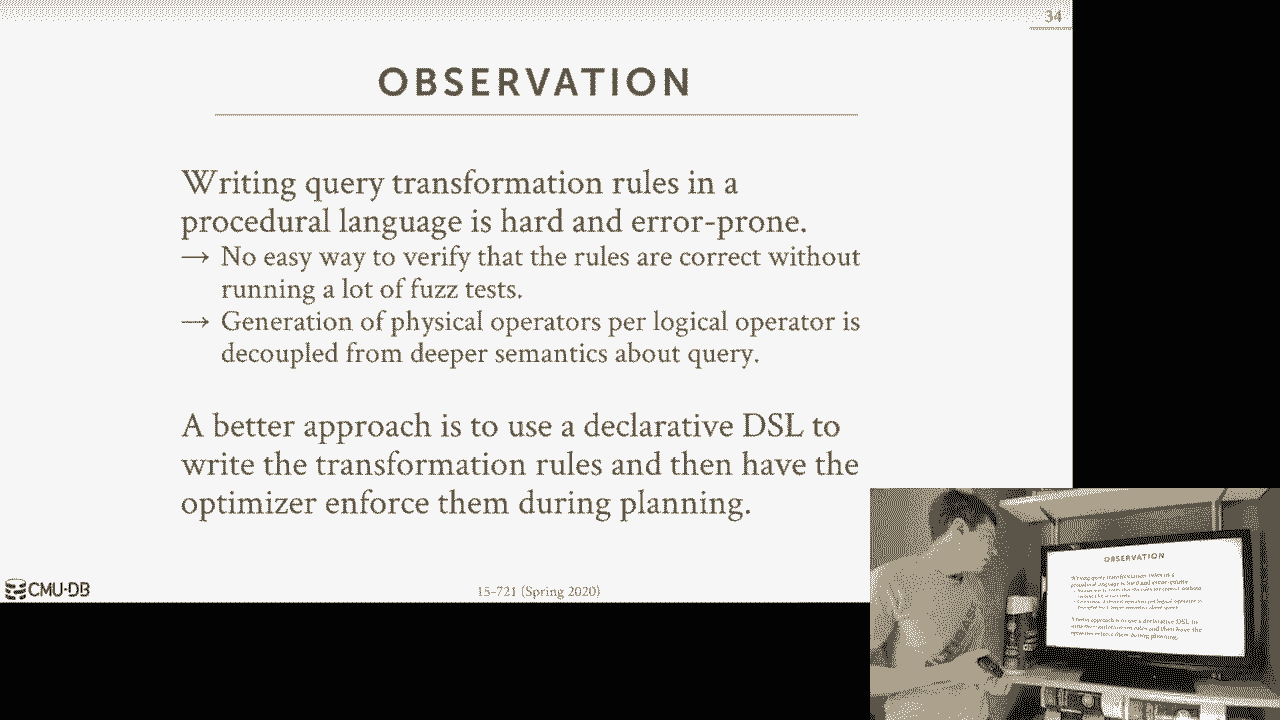 34
OBSERVATION
Writing query transformation rules in a
procedural language is hard and error-prone.
→ No easy way to verify that the rules are correct without
running a lot of fuzz tests.
→ Generation of physical operators per logical operator is
decoupled from deeper semantics about query.
A better approach is to use a declarative DSL to
write the transformation rules and then have the
optimizer enforce them during planning.
CMU·DB
15-721 (Spring 2020)
OBSERVATION